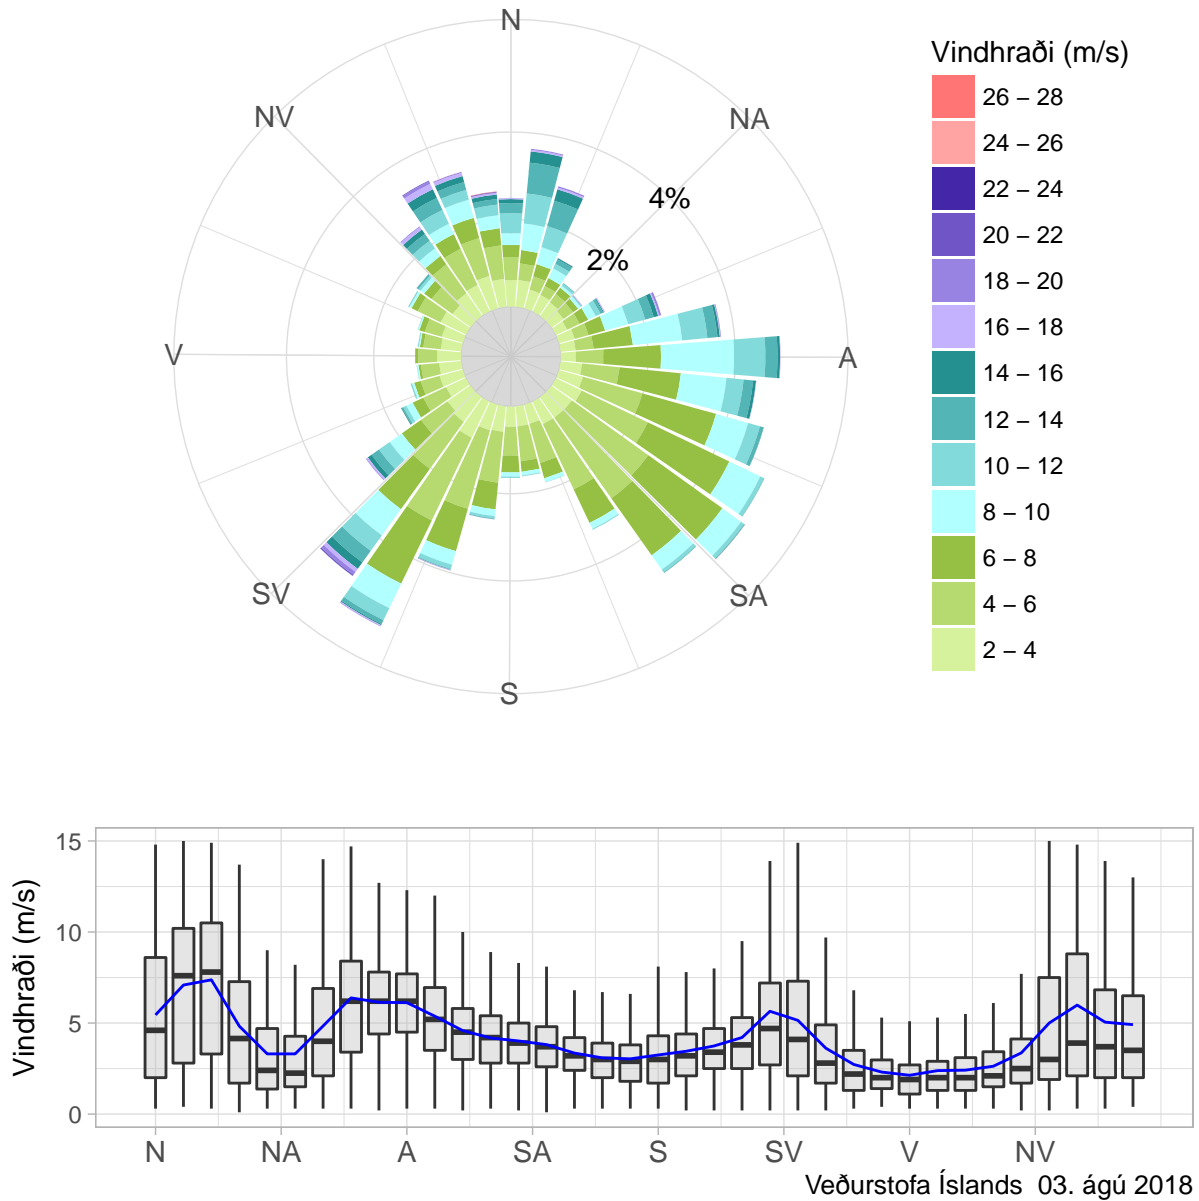 N
NV
NA
4%
2%
V
A
SV
SA
S
Vindhraði (m/s)
26 – 28
24 – 26
22 – 24
20 – 22
18 – 20
16 – 18
14 – 16
12 – 14
10 – 12
8 – 10
6 – 8
4 – 6
2 – 4
Vindhraði (m/s)
15
10
5
0
N NA A SA S SV V NV
Veðurstofa Íslands 03. ágú 2018